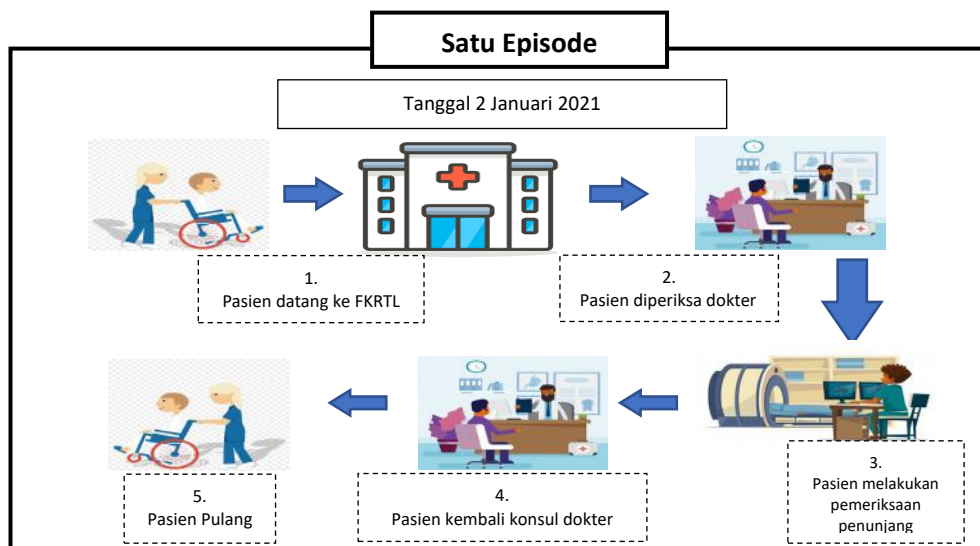 Satu Episode
Tanggal 2 Januari 2021
1.
Pasien datang ke FKRTL
2.
Pasien diperiksa dokter
3.
Pasien melakukan
pemeriksaan
penunjang
4.
Pasien kembali konsul dokter
5.
Pasien Pulang